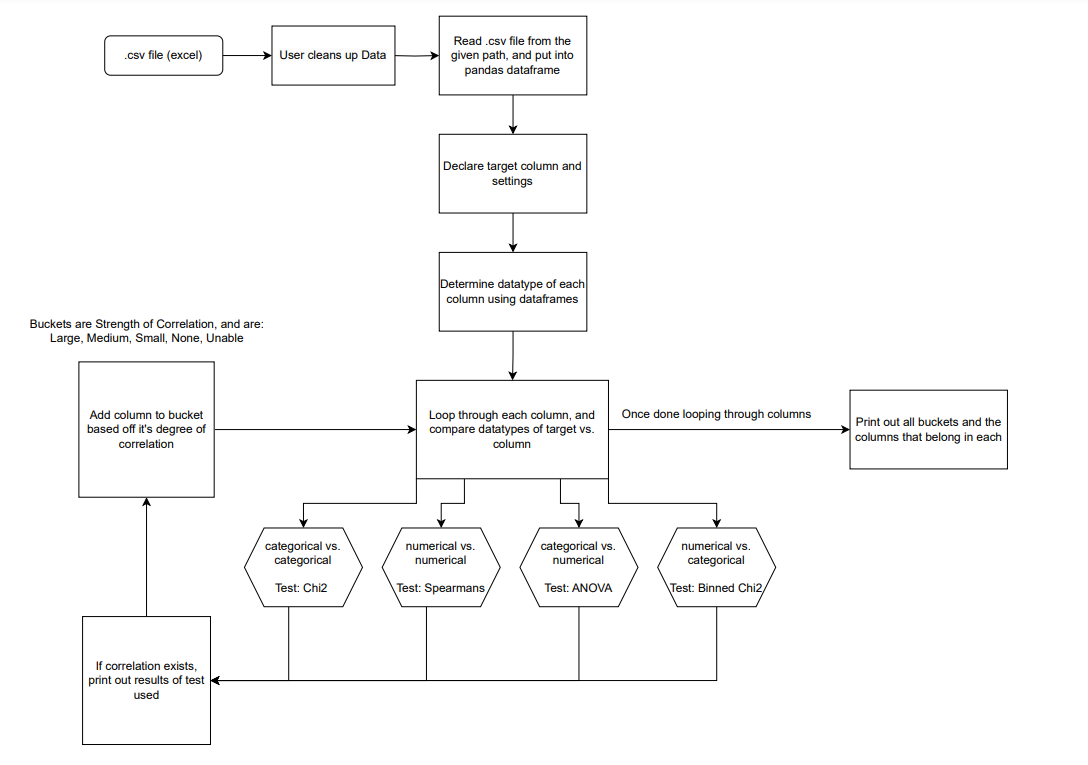 .csv file (excel)
User cleans up Data
Read .csv file from the
given path, and put into
pandas dataframe
Declare target column and
settings
Determine datatype of each
column using dataframes
Buckets are Strength of Correlation, and are:
Large, Medium, Small, None, Unable
Add column to bucket
based off it's degree of
correlation
Loop through each column, and
compare datatypes of target vs.
column
Once done looping through columns
Print out all buckets and the
columns that belong in each
categorical vs.
categorical
Test: Chi2
numerical vs.
numerical
Test: Spearmans
categorical vs.
numerical
Test: ANOVA
numerical vs.
categorical
Test: Binned Chi2
If correlation exists,
print out results of test
used